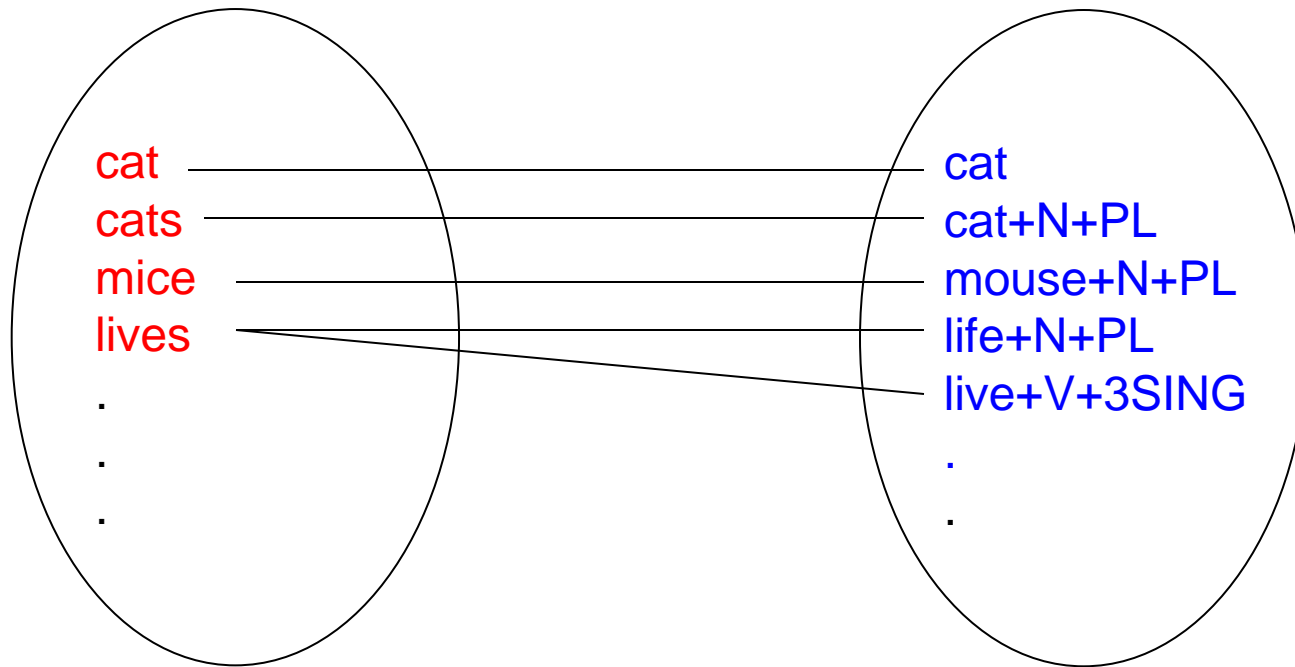 cat
cats
mice
lives
.
.
.
cat
cat+N+PL
mouse+N+PL
life+N+PL
live+V+3SING
.
.